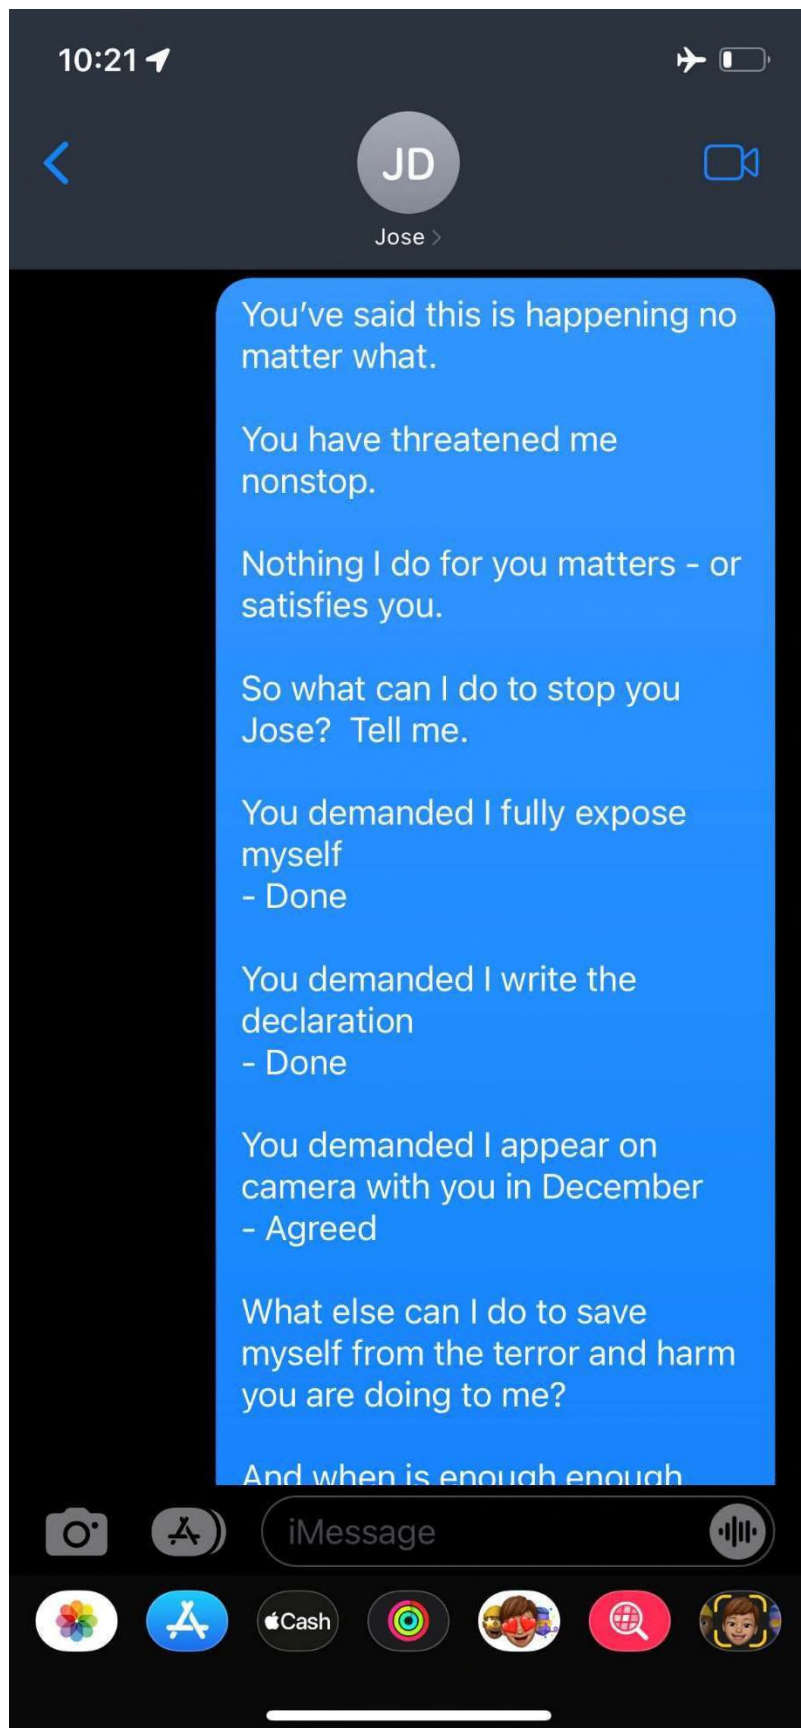 10:21
JD
Jose
You've said this is happening no
matter what.
You have threatened me
nonstop.
Nothing I do for you matters - or
satisfies you.
So what can I do to stop you
Jose?  Tell me.
You demanded I fully expose
myself
- Done
You demanded I write the
declaration
- Done
You demanded I appear on
camera with you in December
- Agreed
What else can I do to save
myself from the terror and harm
you are doing to me?
And when is enough enough
iMessage
Cash